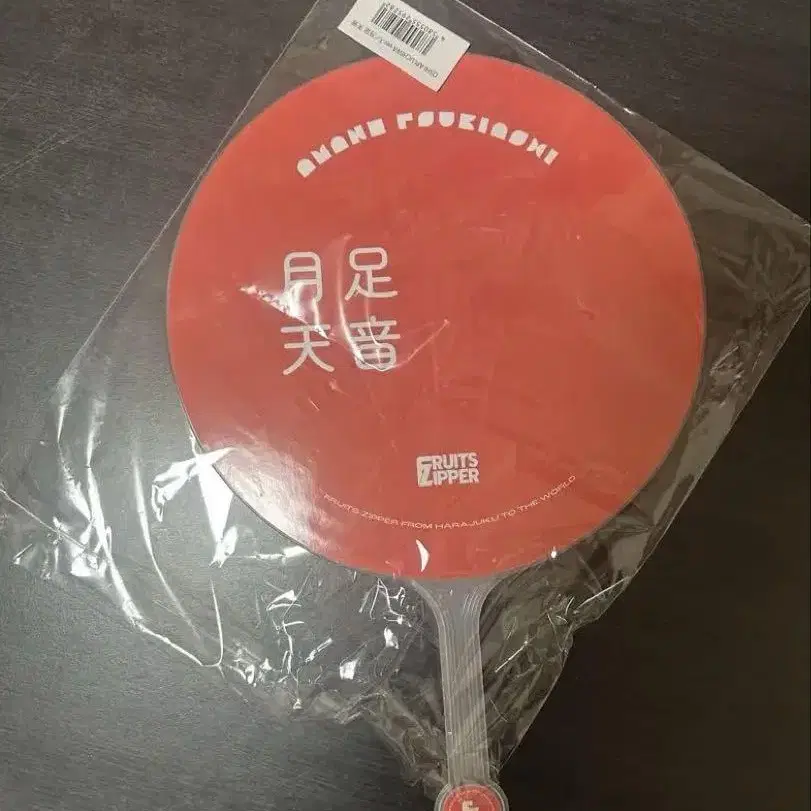 AMANE TSUKIASHI
月足
天音
FRUITS
ZIPPER
FRUITS ZIPPER FROM HARAJUKU TO THE WORLD